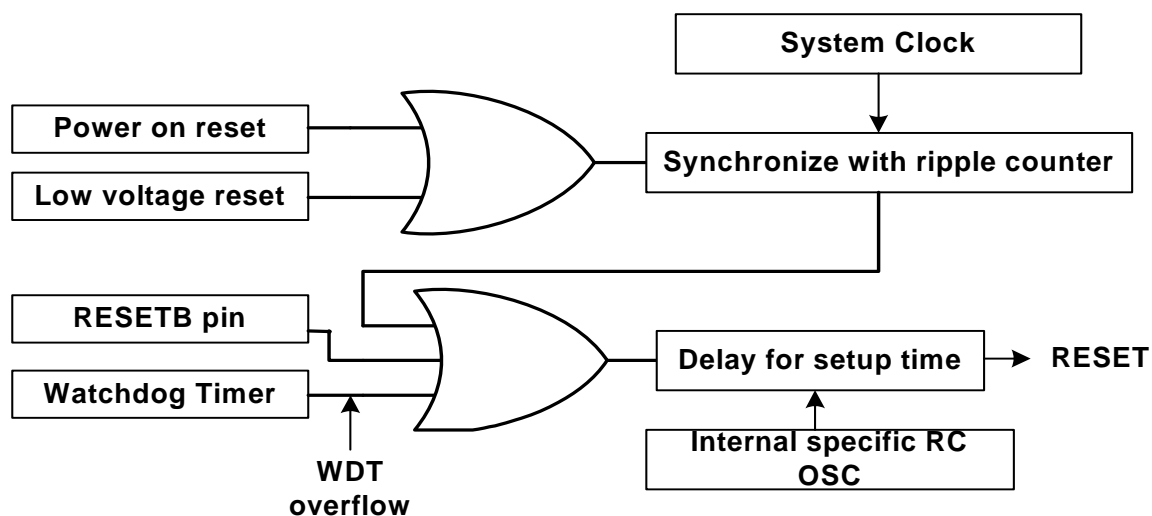 System Clock
Power on reset
Synchronize with ripple counter
Low voltage reset
RESETB pin
Delay for setup time
RESET
Watchdog Timer
Internal specific RC
OSC
WDT
overflow